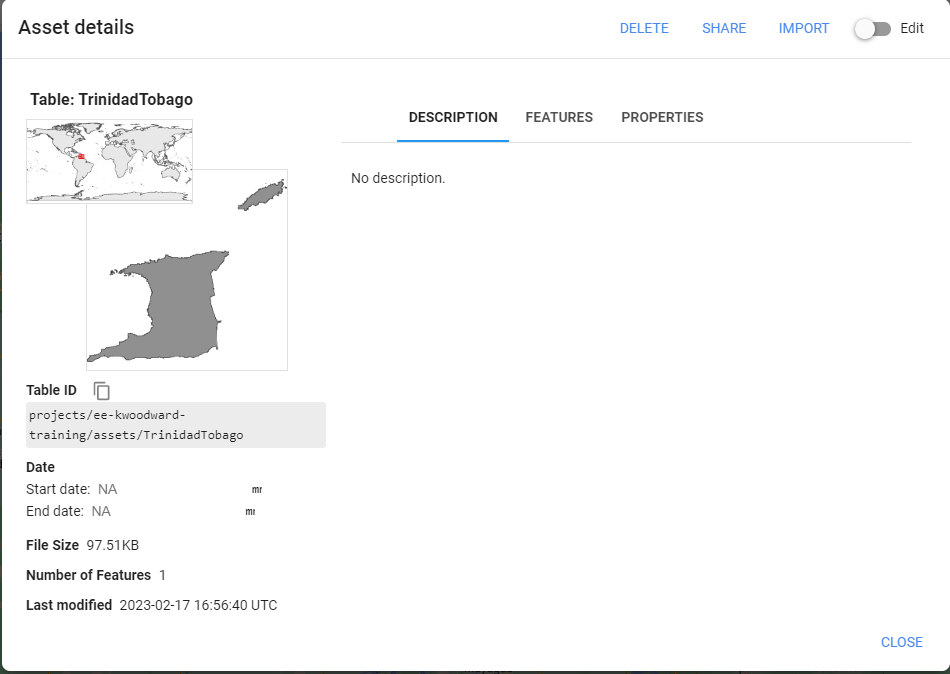 Asset details
DELETE
SHARE
IMPORT
Edit
Table: TrinidadTobago
DESCRIPTION
FEATURES
PROPERTIES
No description.
Table ID
projects/ee-kwoodward-
training/assets/TrinidadTobago
Date
Start date: NA
End date: NA
File Size 97.51KB
Number of Features 1
Last modified 2023-02-17 16:56:40 UTC
CLOSE